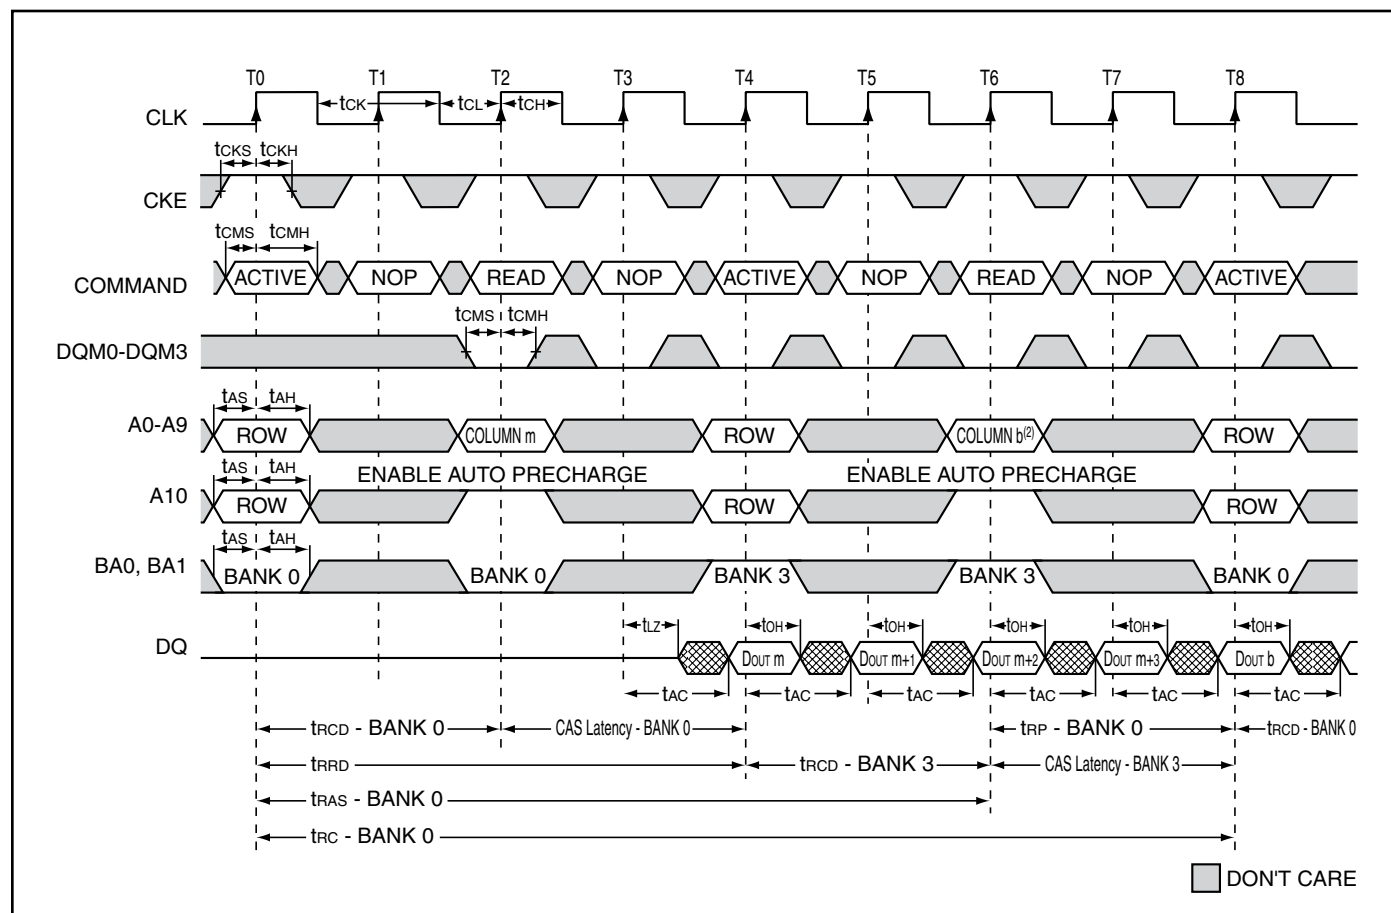 T0 T1 T2 T3 T4 T5 T6 T7 T8
CLK tCK tCL tCH
tCKS tCKH
CKE
tCMS tCMH
COMMAND ACTIVE NOP READ NOP ACTIVE NOP READ NOP ACTIVE
tCMS tCMH
DQM0-DQM3
tAS tAH
A0-A9 ROW COLUMN m ROW COLUMN b(2) ROW
tAS tAH ENABLE AUTO PRECHARGE ENABLE AUTO PRECHARGE
A10 ROW ROW ROW
tAS tAH
BA0, BA1 BANK 0 BANK 0 BANK 3 BANK 3 BANK 0
tLZ tOH tOH tOH tOH tOH
DQ DOUT m DOUT m+1 DOUT m+2 DOUT m+3 DOUT b
tAC tAC tAC tAC tAC tAC
tRCD - BANK 0 CAS Latency - BANK 0 tRP - BANK 0 tRCD - BANK 0
tRRD tRCD - BANK 3 CAS Latency - BANK 3
tRAS - BANK 0
tRC - BANK 0
DON'T CARE